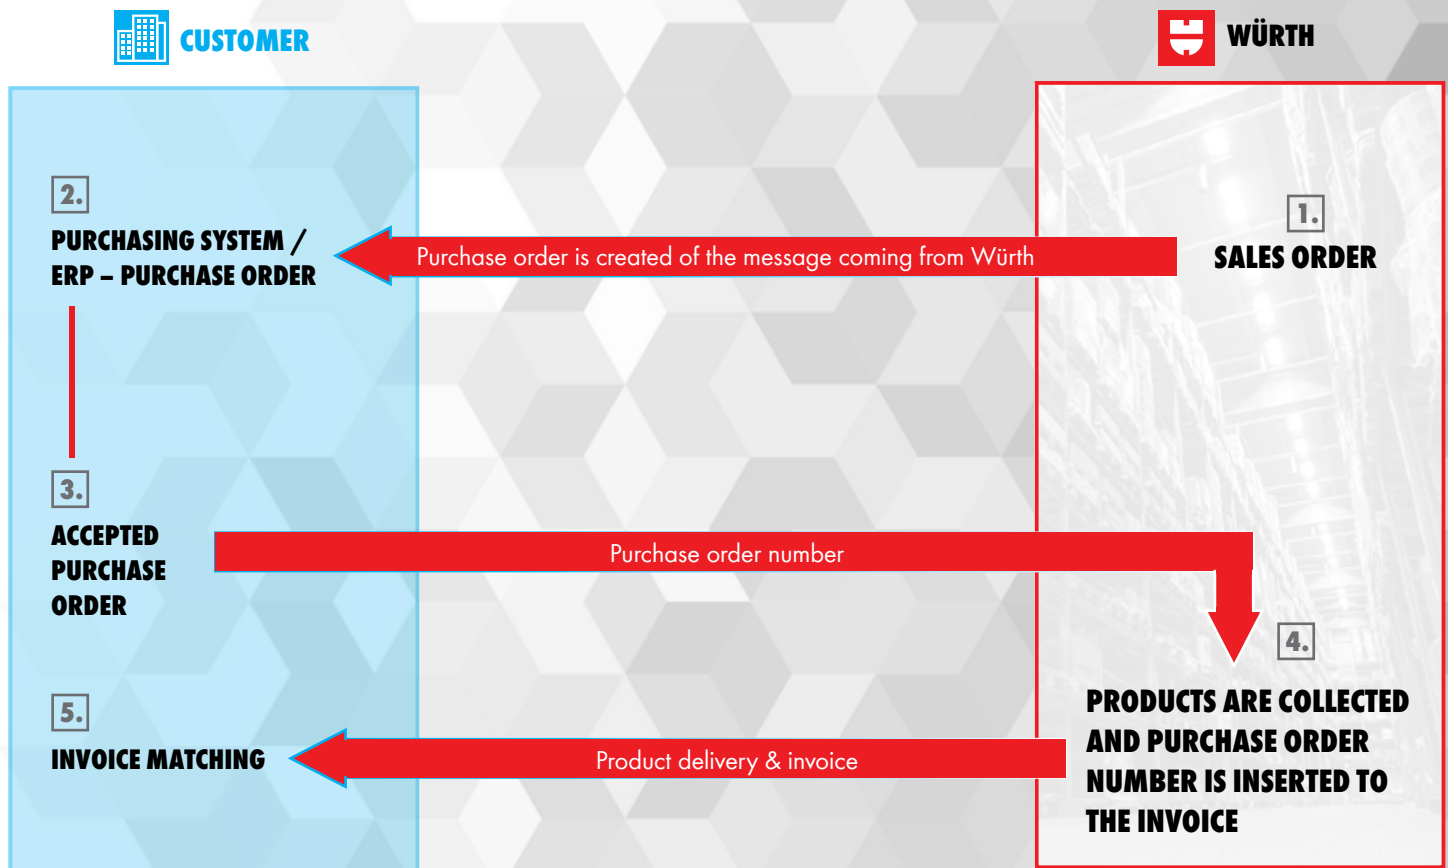 CUSTOMER
WÜRTH
1.
SALES ORDER
Purchase order is created of the message coming from Würth
2.
PURCHASING SYSTEM /
ERP – PURCHASE ORDER
3.
ACCEPTED
PURCHASE
ORDER
Purchase order number
4.
PRODUCTS ARE COLLECTED
AND PURCHASE ORDER
NUMBER IS INSERTED TO
THE INVOICE
Product delivery & invoice
5.
INVOICE MATCHING